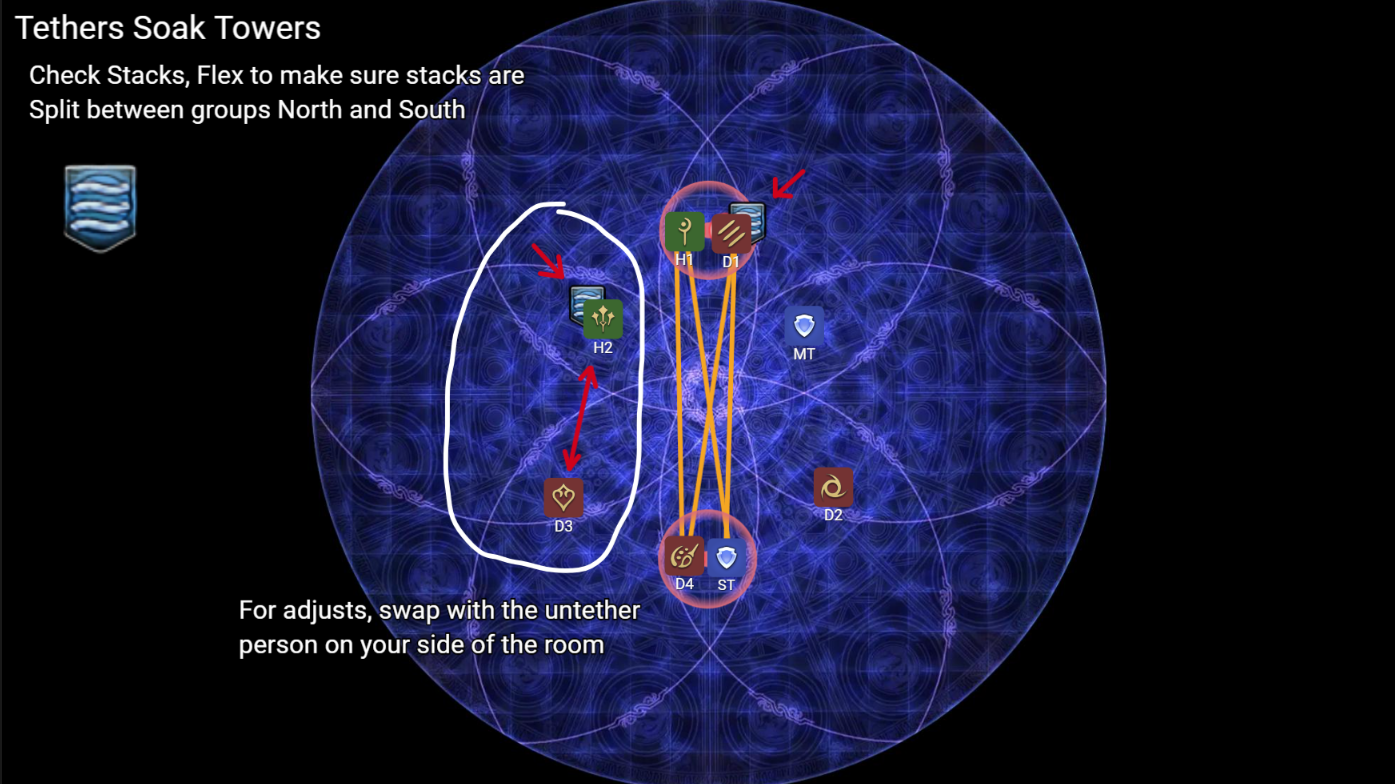 Tethers Soak Towers
Check Stacks, Flex to make sure stacks are
Split between groups North and South
H1
D1
H2
MT
D3
D2
D4
ST
For adjusts, swap with the untether
person on your side of the room